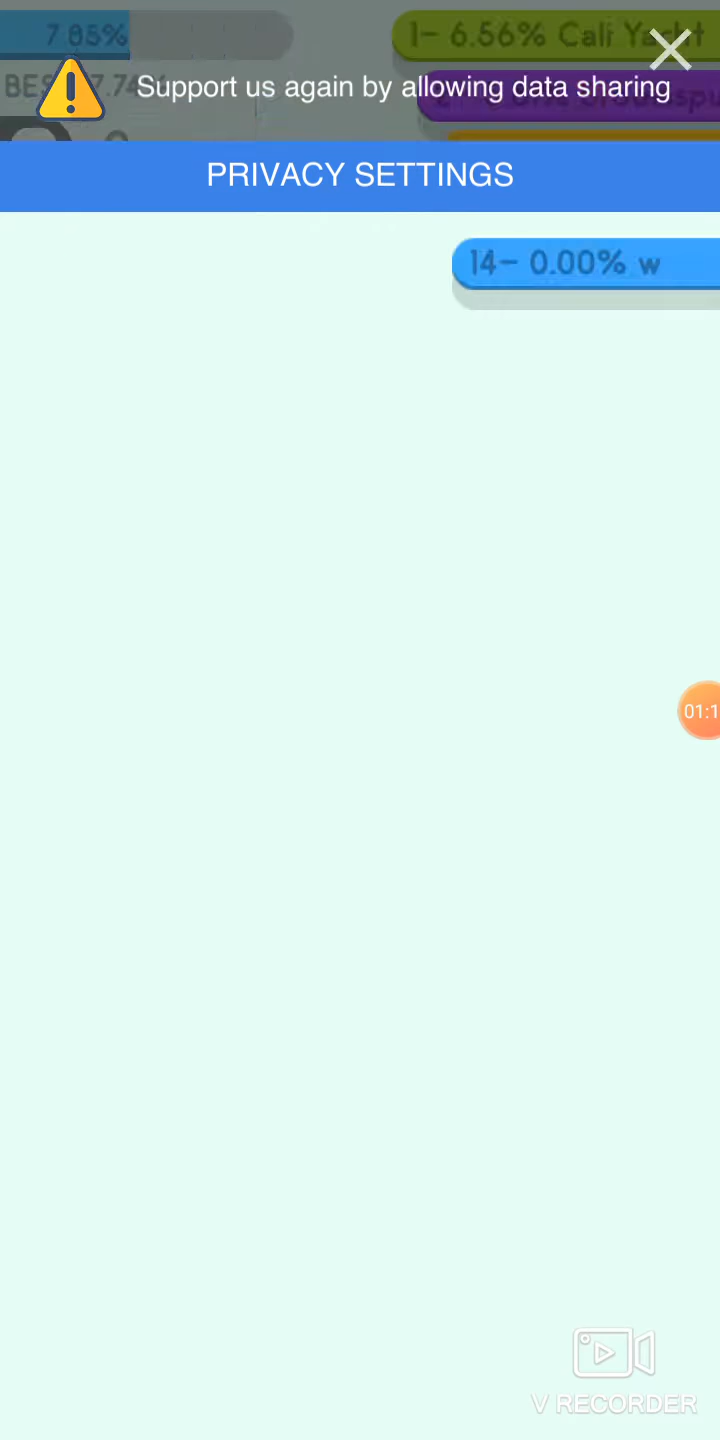 7.85%
1– 6.56% Cali Yacht
Support us again by allowing data sharing
PRIVACY SETTINGS
14– 0.00% w
01:1
V RECORDER